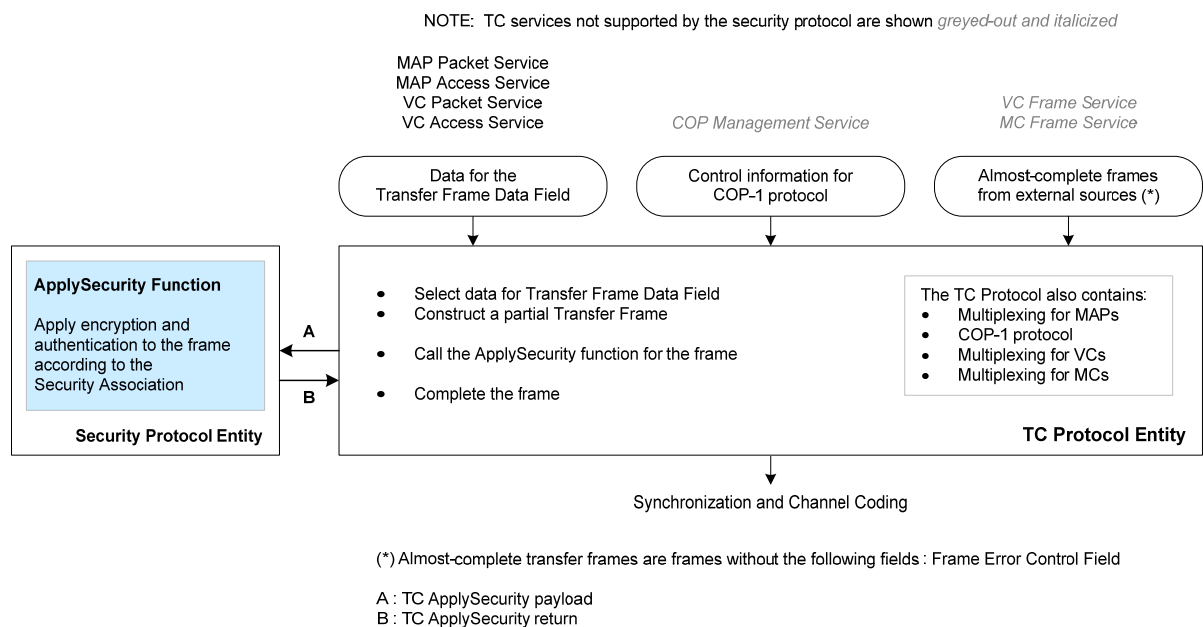 NOTE: TC services not supported by the security protocol are shown greyed-out and italicized
MAP Packet Service
MAP Access Service
VC Packet Service
VC Access Service
COP Management Service
VC Frame Service
MC Frame Service
Data for the
Transfer Frame Data Field
Control information for
COP-1 protocol
Almost-complete frames
from external sources (*)
ApplySecurity Function
Apply encryption and
authentication to the frame
according to the
Security Association
Security Protocol Entity
A
B
• Select data for Transfer Frame Data Field
• Construct a partial Transfer Frame
• Call the ApplySecurity function for the frame
• Complete the frame
The TC Protocol also contains:
• Multiplexing for MAPs
• COP-1 protocol
• Multiplexing for VCs
• Multiplexing for MCs
TC Protocol Entity
Synchronization and Channel Coding
(*) Almost-complete transfer frames are frames without the following fields : Frame Error Control Field
A : TC ApplySecurity payload
B : TC ApplySecurity return